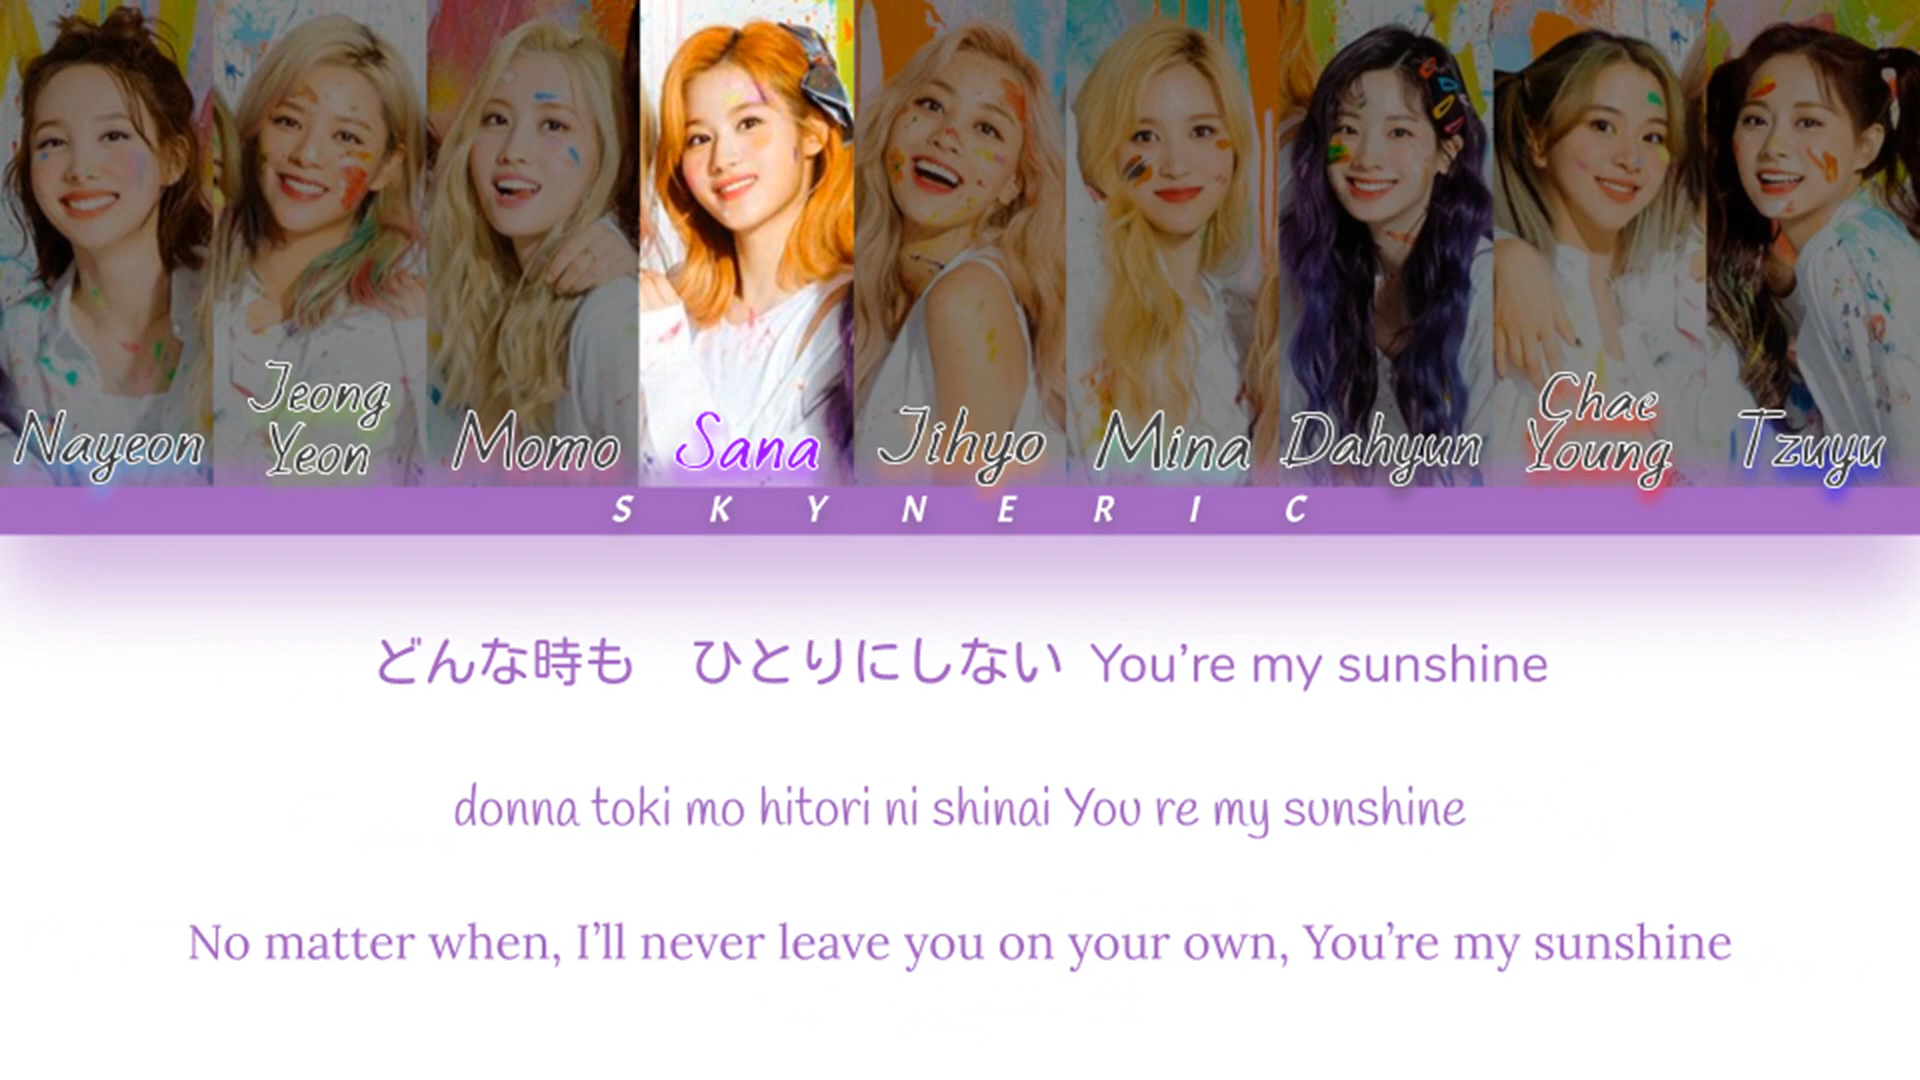 Nayeon
Jeong
Yeon
Momo
Sana
Jihyo
Mina
Dahyun
Chae
Young
Tzuyu
SKYNERIC
どんな時も　ひとりにしない You’re my sunshine
donna toki mo hitori ni shinai You re my sunshine
No matter when, I’ll never leave you on your own, You’re my sunshine